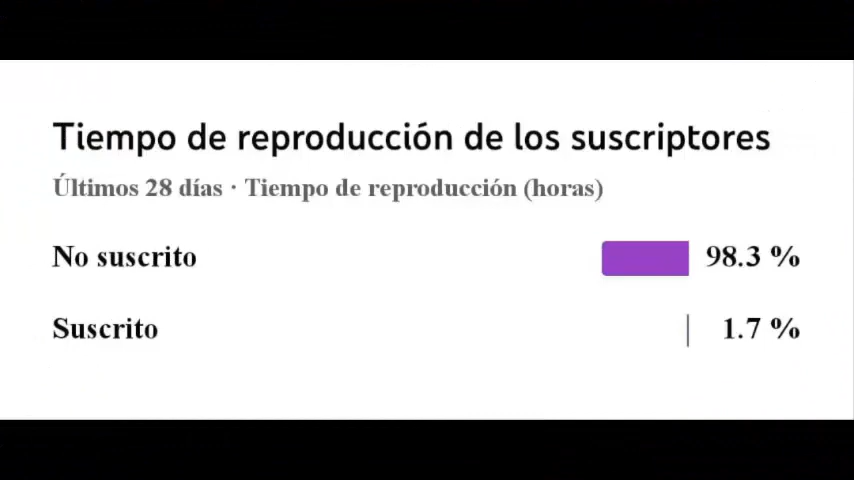 Tiempo de reproducción de los suscriptores
Últimos 28 días · Tiempo de reproducción (horas)
No suscrito 98.3 %
Suscrito 1.7 %